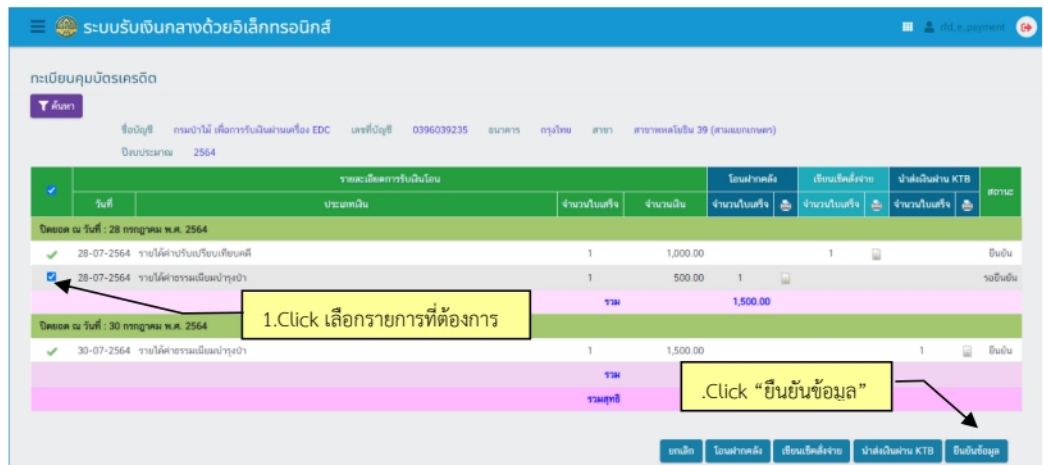 ระบบรับเงินกลางด้วยอิเล็กทรอนิกส์
rfd_e_payment
ทะเบียนคุมบัตรเครดิต
ค้นหา
ชื่อบัญชี กรมป่าไม้ เพื่อการรับเงินผ่านเครื่อง EDC เลขที่บัญชี 0396039235 ธนาคาร กรุงไทย สาขา สาขาพหลโยธิน 39 (สามแยกเกษตร)
ปีงบประมาณ 2564
รายละเอียดการรับเงินโอน โอนฝากคลัง เขียนเช็คสั่งจ่าย นำส่งเงินผ่าน KTB สถานะ
วันที่ ประเภทเงิน จำนวนใบเสร็จ จำนวนเงิน จำนวนใบเสร็จ จำนวนใบเสร็จ จำนวนใบเสร็จ
ปิดยอด ณ วันที่ : 28 กรกฎาคม พ.ศ. 2564
28-07-2564 รายได้ค่าปรับเปรียบเทียบคดี 1 1,000.00 1 ยืนยัน
28-07-2564 รายได้ค่าธรรมเนียมบำรุงป่า 1 500.00 1 รอยืนยัน
รวม 1,500.00
1.Click เลือกรายการที่ต้องการ
ปิดยอด ณ วันที่ : 30 กรกฎาคม พ.ศ. 2564
30-07-2564 รายได้ค่าธรรมเนียมบำรุงป่า 1 1,500.00 1 ยืนยัน
รวม
.Click “ยืนยันข้อมูล”
รวมสุทธิ
ยกเลิก โอนฝากคลัง เขียนเช็คสั่งจ่าย นำส่งเงินผ่าน KTB ยืนยันข้อมูล